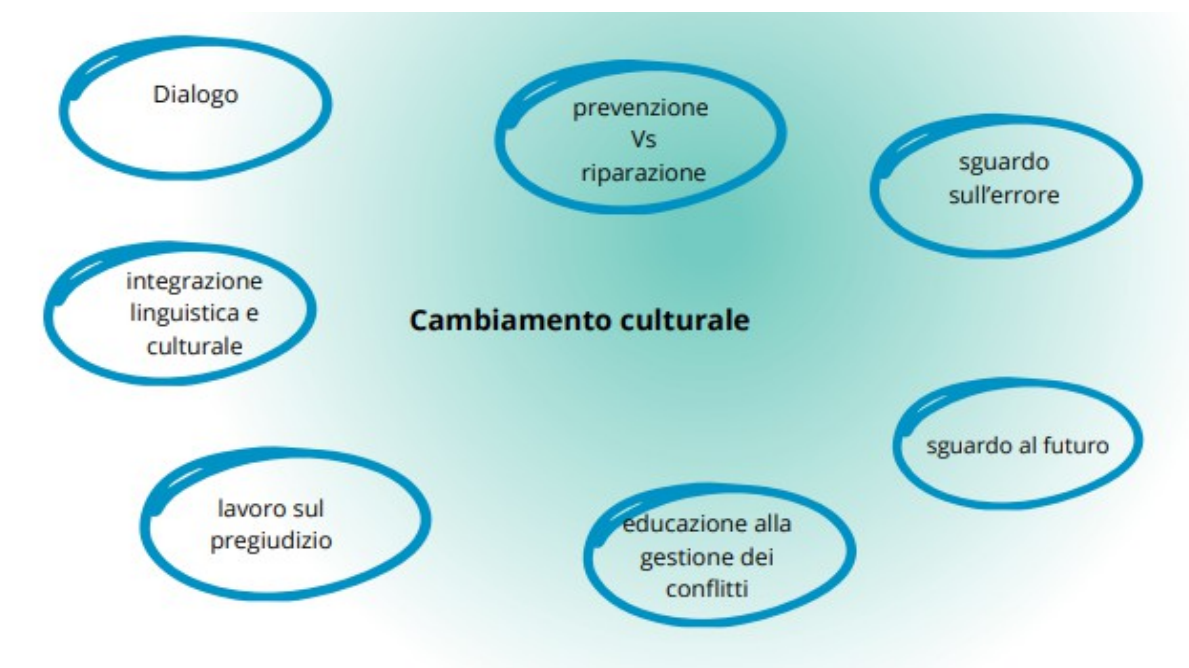 Dialogo
prevenzione
Vs
riparazione
sguardo
sull’errore
integrazione
linguistica e
culturale
Cambiamento culturale
sguardo al futuro
lavoro sul
pregiudizio
educazione alla
gestione dei
conflitti